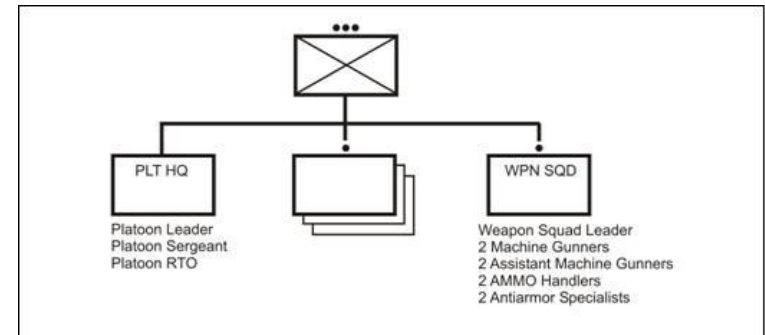 PLT HQ
WPN SQD
Platoon Leader
Platoon Sergeant
Platoon RTO
Weapon Squad Leader
2 Machine Gunners
2 Assistant Machine Gunners
2 AMMO Handlers
2 Antiarmor Specialists